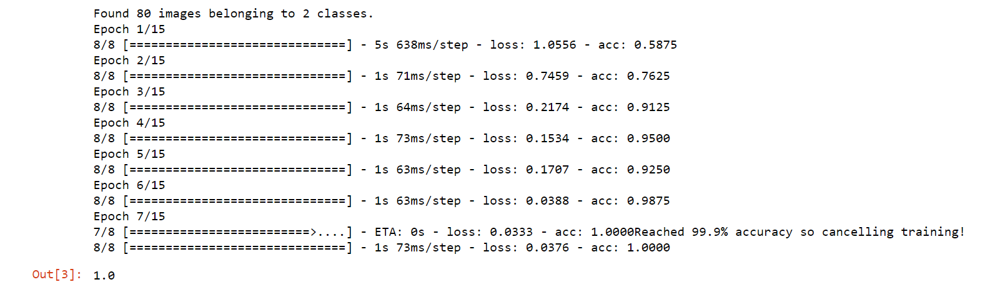 Found 80 images belonging to 2 classes.
Epoch 1/15
8/8 [==============================] - 5s 638ms/step - loss: 1.0556 - acc: 0.5875
Epoch 2/15
8/8 [==============================] - 1s 71ms/step - loss: 0.7459 - acc: 0.7625
Epoch 3/15
8/8 [==============================] - 1s 64ms/step - loss: 0.2174 - acc: 0.9125
Epoch 4/15
8/8 [==============================] - 1s 73ms/step - loss: 0.1534 - acc: 0.9500
Epoch 5/15
8/8 [==============================] - 1s 63ms/step - loss: 0.1707 - acc: 0.9250
Epoch 6/15
8/8 [==============================] - 1s 63ms/step - loss: 0.0388 - acc: 0.9875
Epoch 7/15
7/8 [=========================>....] - ETA: 0s - loss: 0.0333 - acc: 1.0000Reached 99.9% accuracy so cancelling training!
8/8 [==============================] - 1s 73ms/step - loss: 0.0376 - acc: 1.0000
Out[3]: 1.0